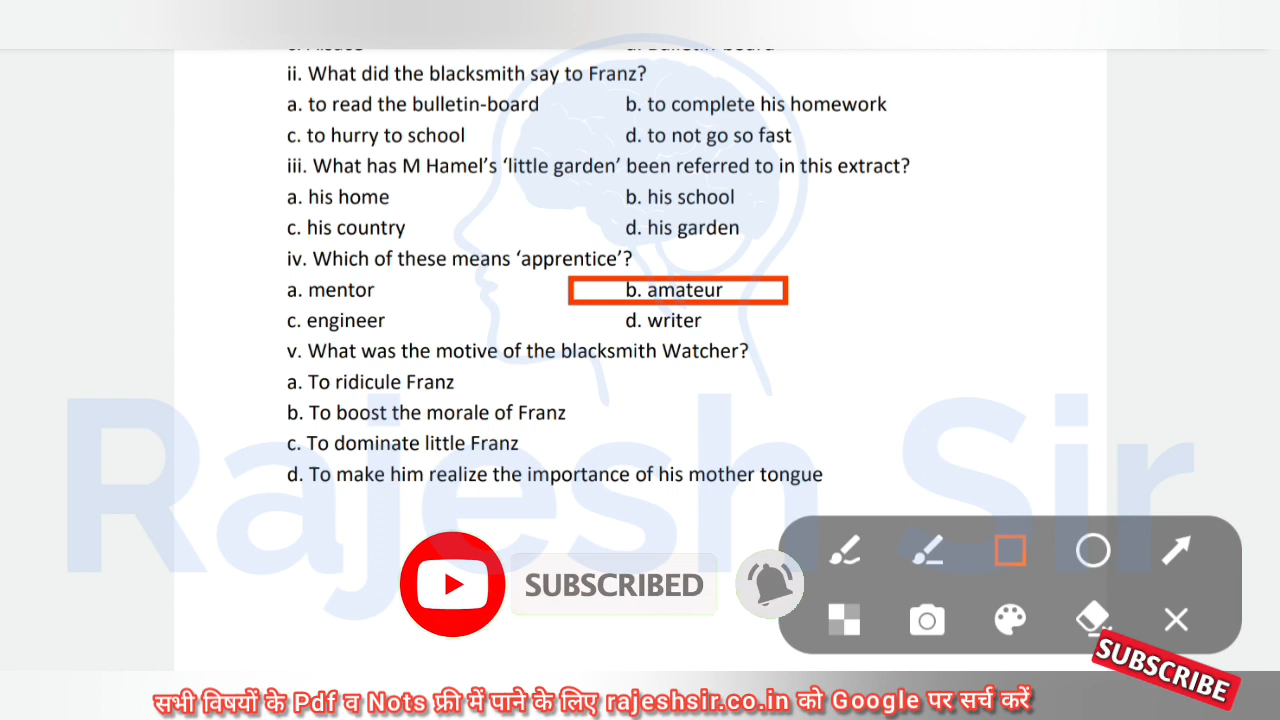 ii. What did the blacksmith say to Franz?
a. to read the bulletin-board b. to complete his homework
c. to hurry to school d. to not go so fast
iii. What has M Hamel’s ‘little garden’ been referred to in this extract?
a. his home b. his school
c. his country d. his garden
iv. Which of these means ‘apprentice’?
a. mentor b. amateur
c. engineer d. writer
v. What was the motive of the blacksmith Watcher?
a. To ridicule Franz
b. To boost the morale of Franz
c. To dominate little Franz
d. To make him realize the importance of his mother tongue
Rajesh Sir
SUBSCRIBED
SUBSCRIBE
सभी विषयों के Pdf व Nots फ्री में पाने के लिए rajeshsir.co.in को Google पर सर्च करें